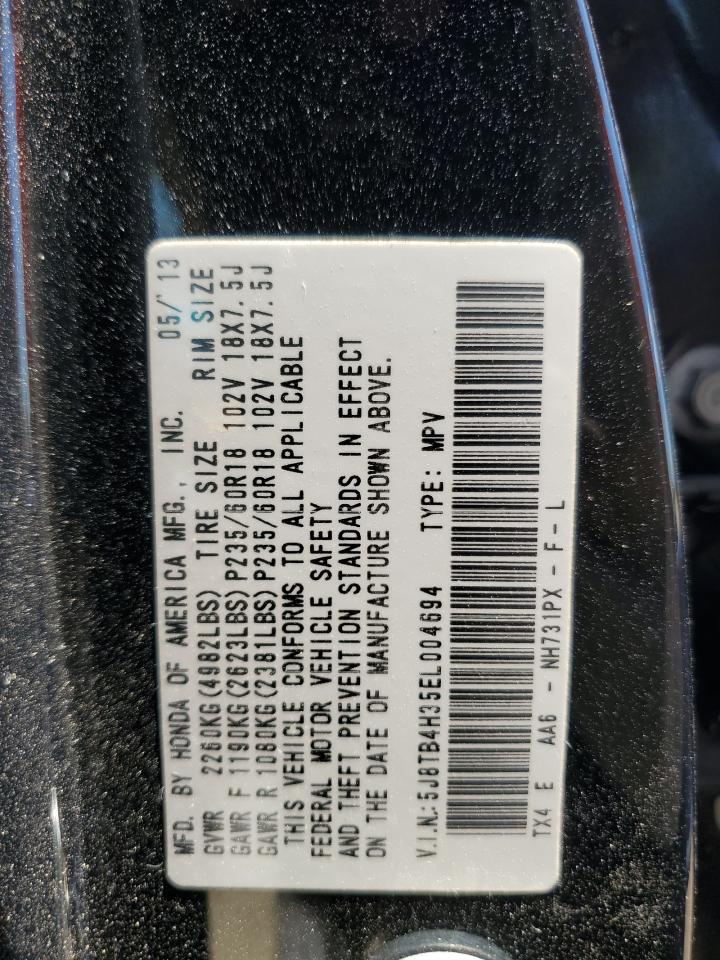 MFD. BY HONDA OF AMERICA MFG., INC. 05/'13
GVWR 2260KG(4982LBS) TIRE SIZE RIM SIZE
GAWR F 1190KG(2623LBS)P235/60R18 102V 18X7.5J
GAWR R 1080KG(2381LBS)P235/60R18 102V 18X7.5J
THIS VEHICLE CONFORMS TO ALL APPLICABLE
FEDERAL MOTOR VEHICLE SAFETY
AND THEFT PREVENTION STANDARDS IN EFFECT
ON THE DATE OF MANUFACTURE SHOWN ABOVE.
V.I.N.:5J8TB4H35EL004694 TYPE: MPV
TX4 E AA6 - NH731PX - F - L